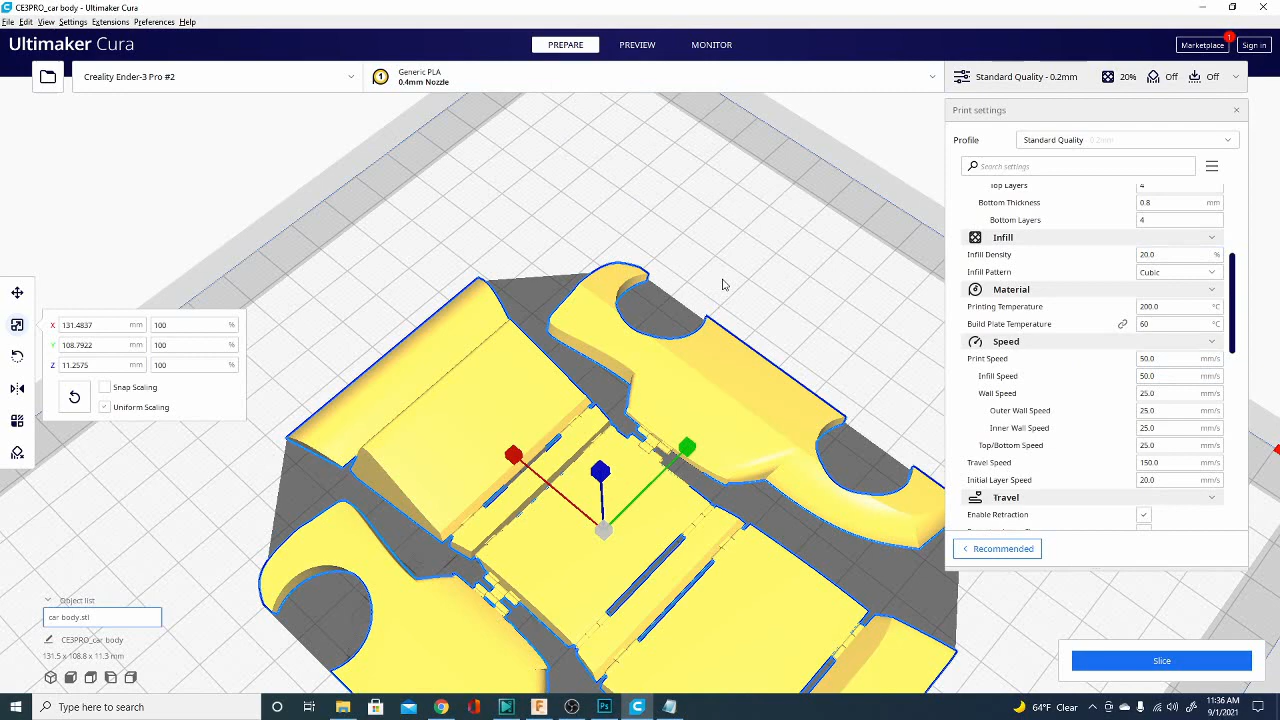 CE3PRO_car body - Ultimaker Cura
File Edit View Settings Extensions Preferences Help
Ultimaker Cura
PREPARE
PREVIEW
MONITOR
Marketplace
1
Sign in
Creality Ender-3 Pro #2
1
Generic PLA
0.4mm Nozzle
Standard Quality - 0.2mm
20%
Off
Off
Print settings
Profile
Standard Quality 0.2mm
Search settings
Top Layers 4
Bottom Thickness 0.8 mm
Bottom Layers 4
Infill
Infill Density 20.0 %
Infill Pattern Cubic
Material
Printing Temperature 200.0 °C
Build Plate Temperature 60 °C
Speed
Print Speed 50.0 mm/s
Infill Speed 50.0 mm/s
Wall Speed 25.0 mm/s
Outer Wall Speed 25.0 mm/s
Inner Wall Speed 25.0 mm/s
Top/Bottom Speed 25.0 mm/s
Travel Speed 150.0 mm/s
Initial Layer Speed 20.0 mm/s
Travel
Enable Retraction
Recommended
X 131.4837 mm 100 %
Y 108.7922 mm 100 %
Z 11.2575 mm 100 %
Snap Scaling
Uniform Scaling
Object list
car body.stl
CE3PRO_car body
131.5 x 108.8 x 11.3 mm
Slice
Type here to search
64°F Clear
11:36 AM
9/1/2021